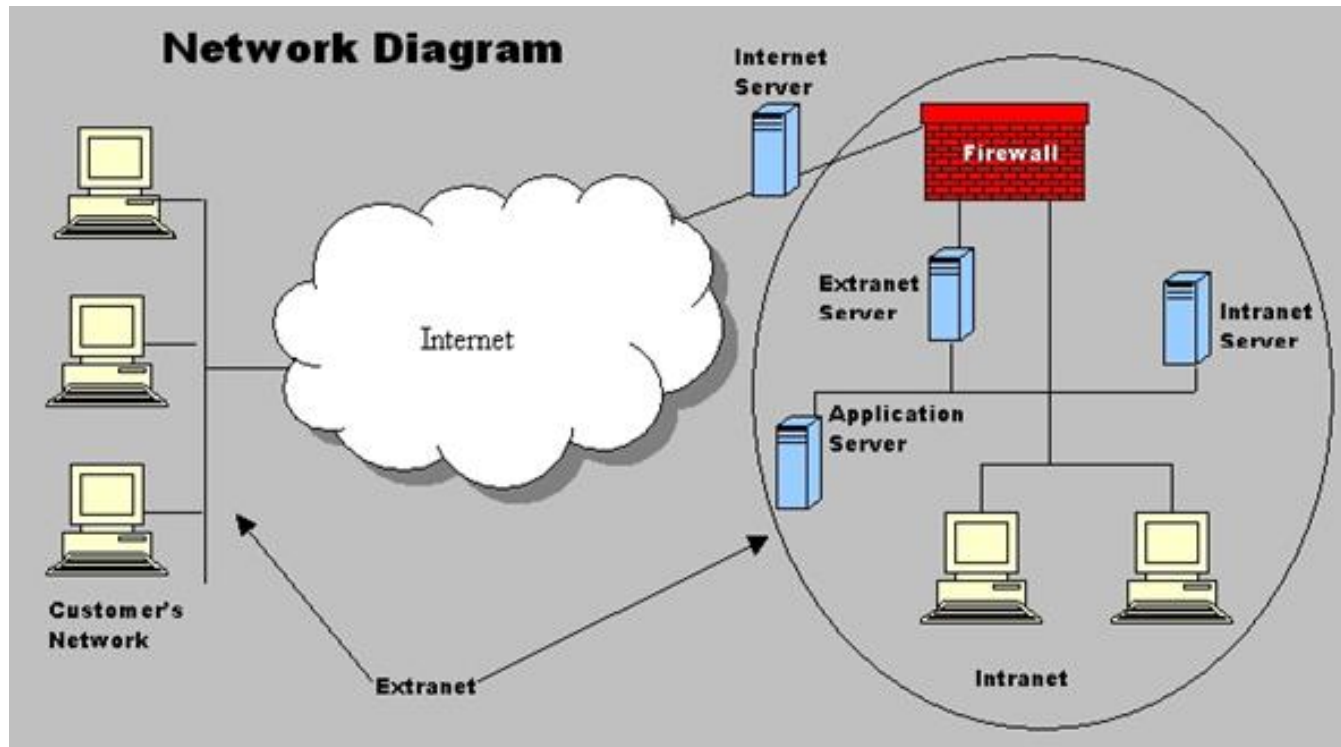 Network Diagram
Internet
Server
Firewall
Extranet
Server
Intranet
Server
Internet
Application
Server
Customer's
Network
Extranet
Intranet